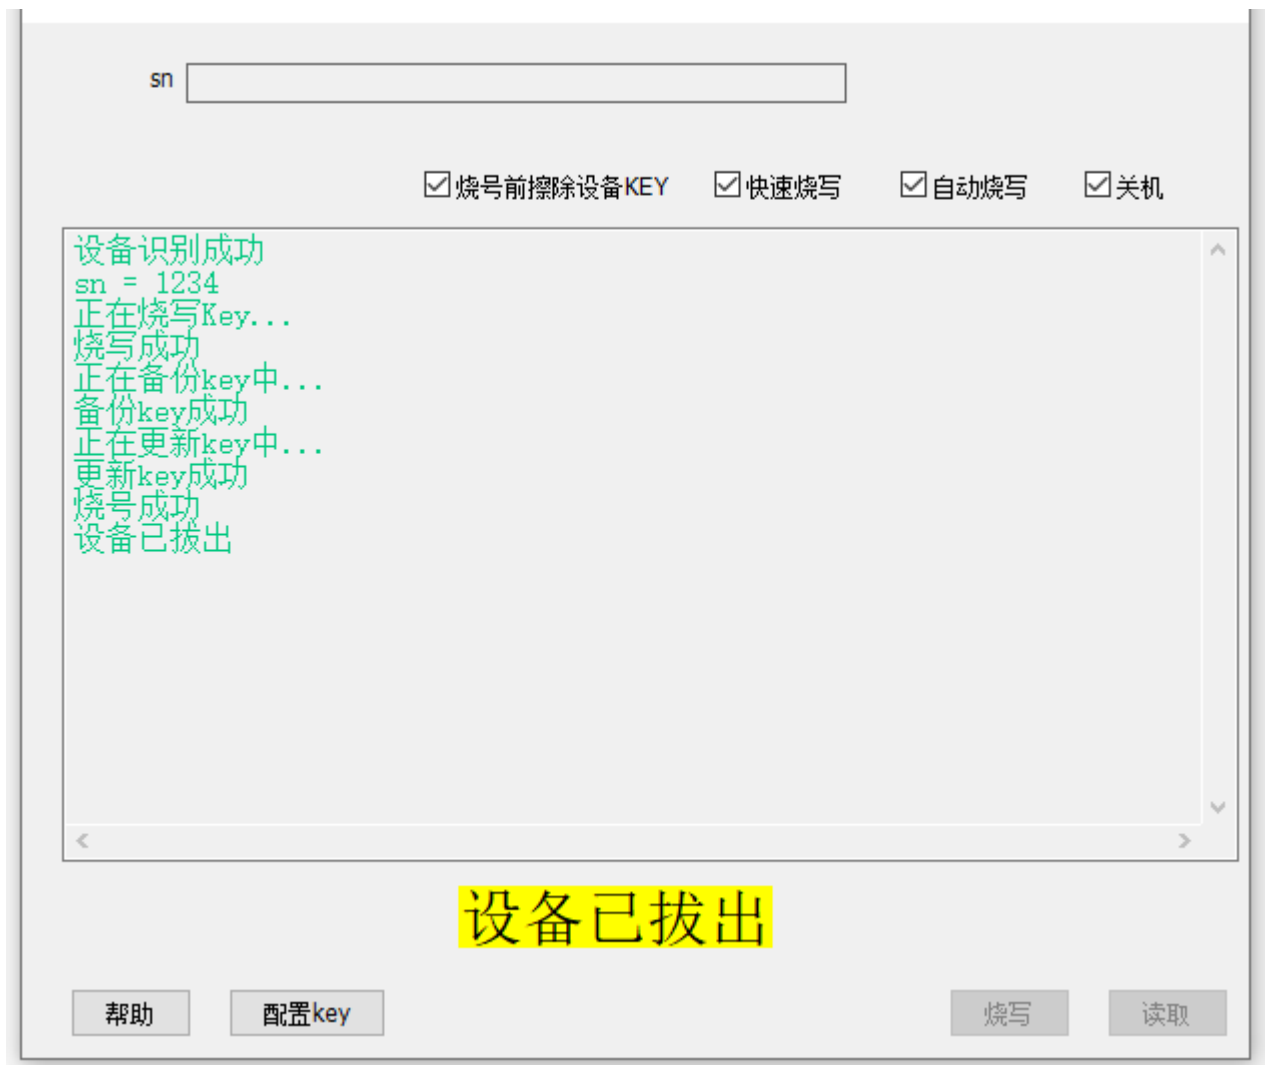 sn
烧号前擦除设备KEY 快速烧写 自动烧写 关机
设备识别成功
sn = 1234
正在烧写Key...
烧写成功
正在备份key中...
备份key成功
正在更新key中...
更新key成功
烧号成功
设备已拔出
设备已拔出
帮助 配置key 烧写 读取